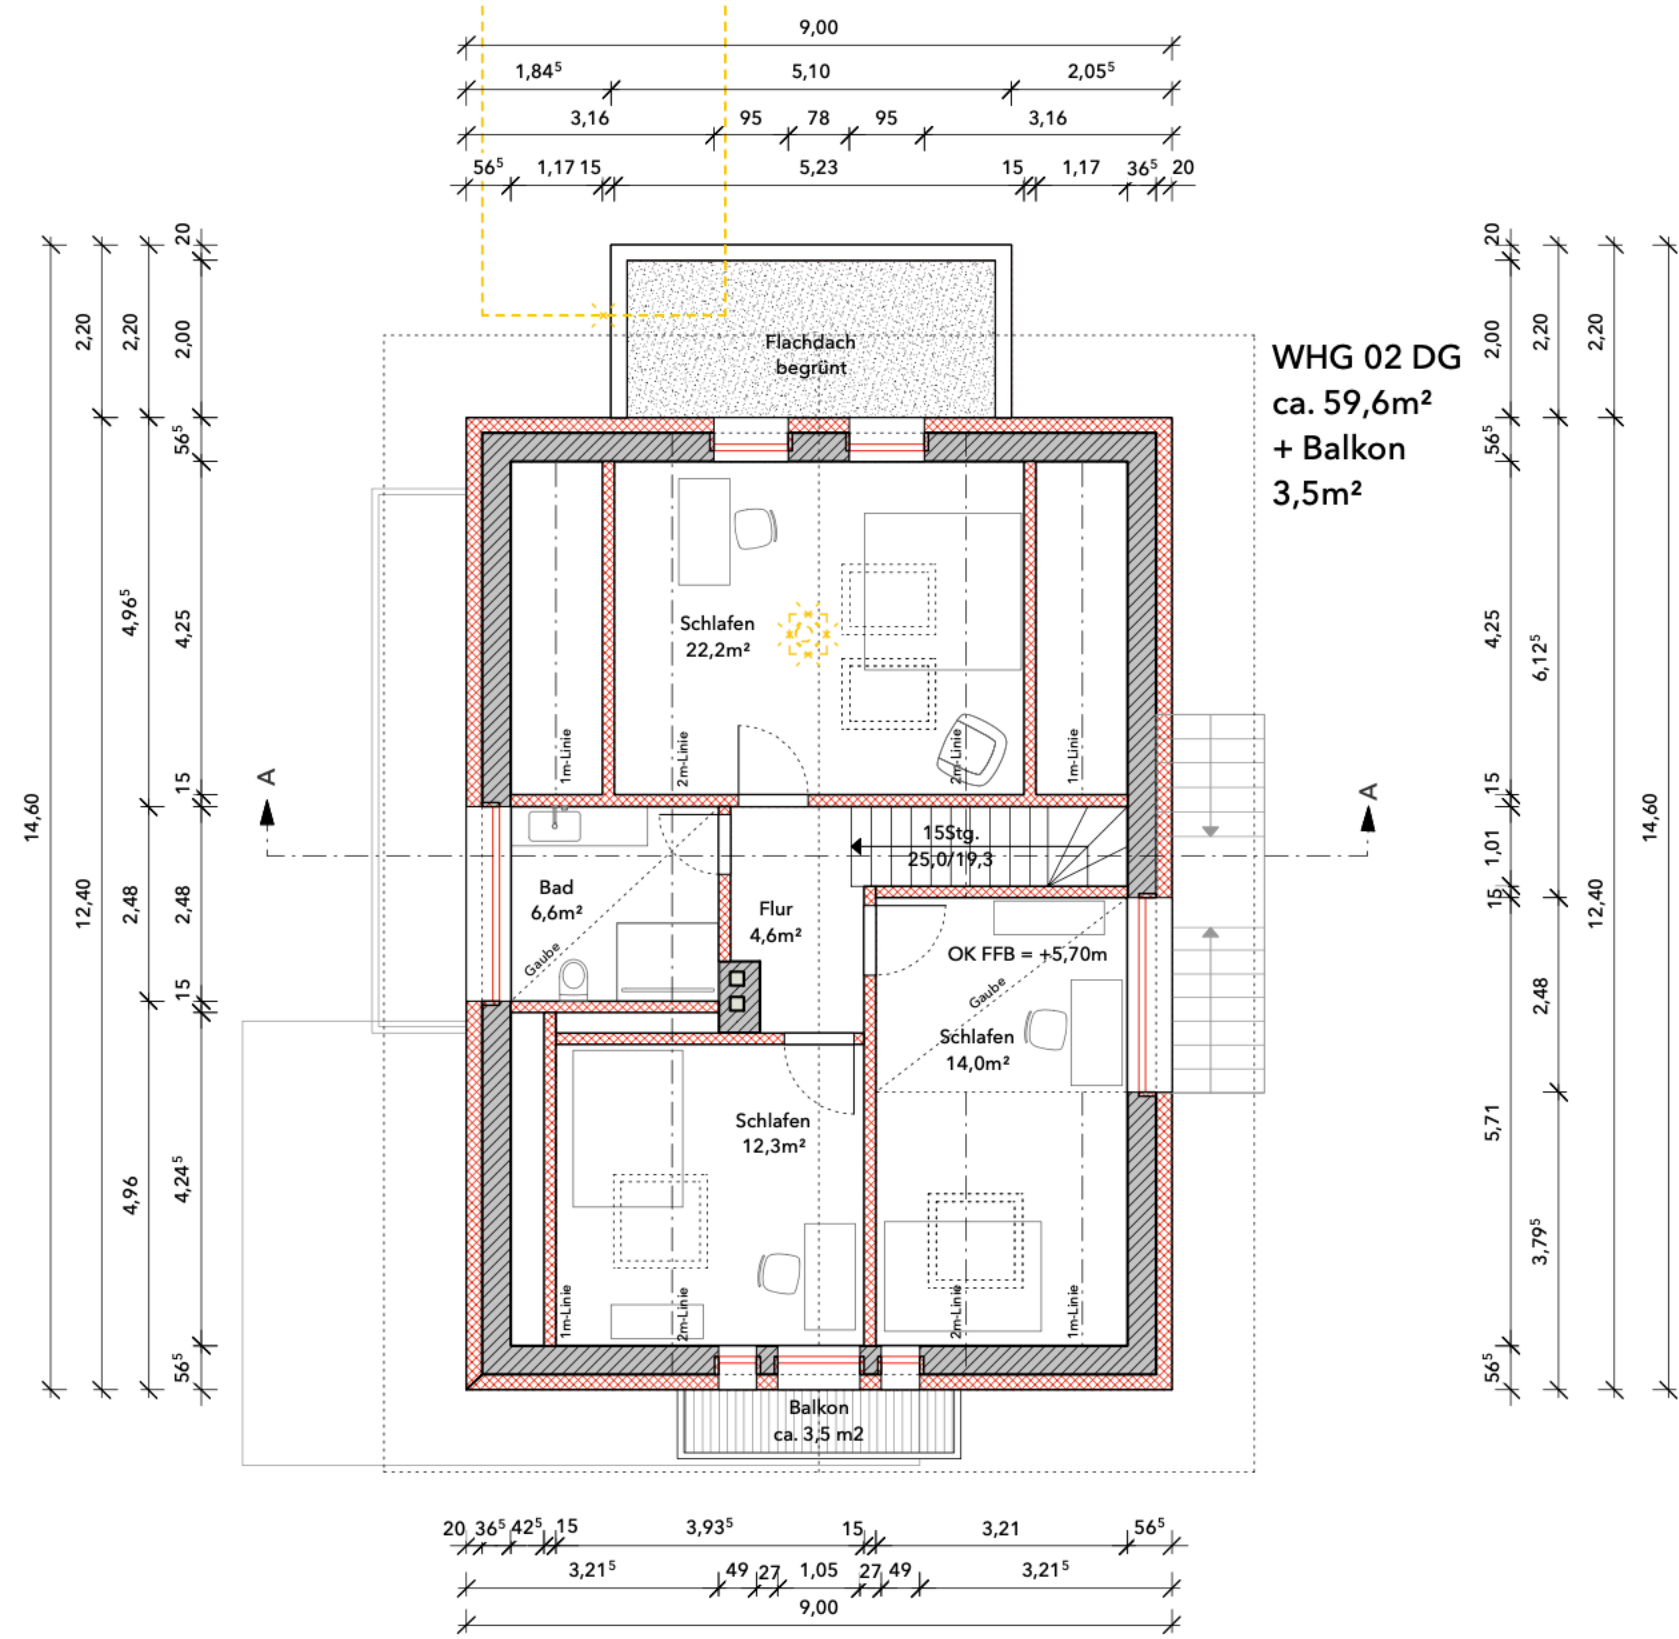 9,00
1,84⁵ 5,10 2,05⁵
3,16 95 78 95 3,16
56⁵ 1,17 15 5,23 15 1,17 36⁵ 20
20
2,20
2,20
2,00
56⁵
4,96⁵
4,25
15
14,60
12,40
2,48
2,48
15
4,96
4,24⁵
56⁵
20
2,00
2,20
2,20
56⁵
4,25
6,12⁵
15
1,01
15
14,60
12,40
2,48
5,71
3,79⁵
56⁵
WHG 02 DG
ca. 59,6m²
+ Balkon
3,5m²
Flachdach
begrünt
Schlafen
22,2m²
1m-Linie
2m-Linie
2m-Linie
1m-Linie
A
A
15Stg.
25,0/19,3
Bad
6,6m²
Gaube
Flur
4,6m²
OK FFB = +5,70m
Gaube
Schlafen
14,0m²
Schlafen
12,3m²
1m-Linie
2m-Linie
2m-Linie
1m-Linie
Balkon
ca. 3,5 m2
20 36⁵ 42⁵ 15 3,93⁵ 15 3,21 56⁵
3,21⁵ 49 27 1,05 27 49 3,21⁵
9,00